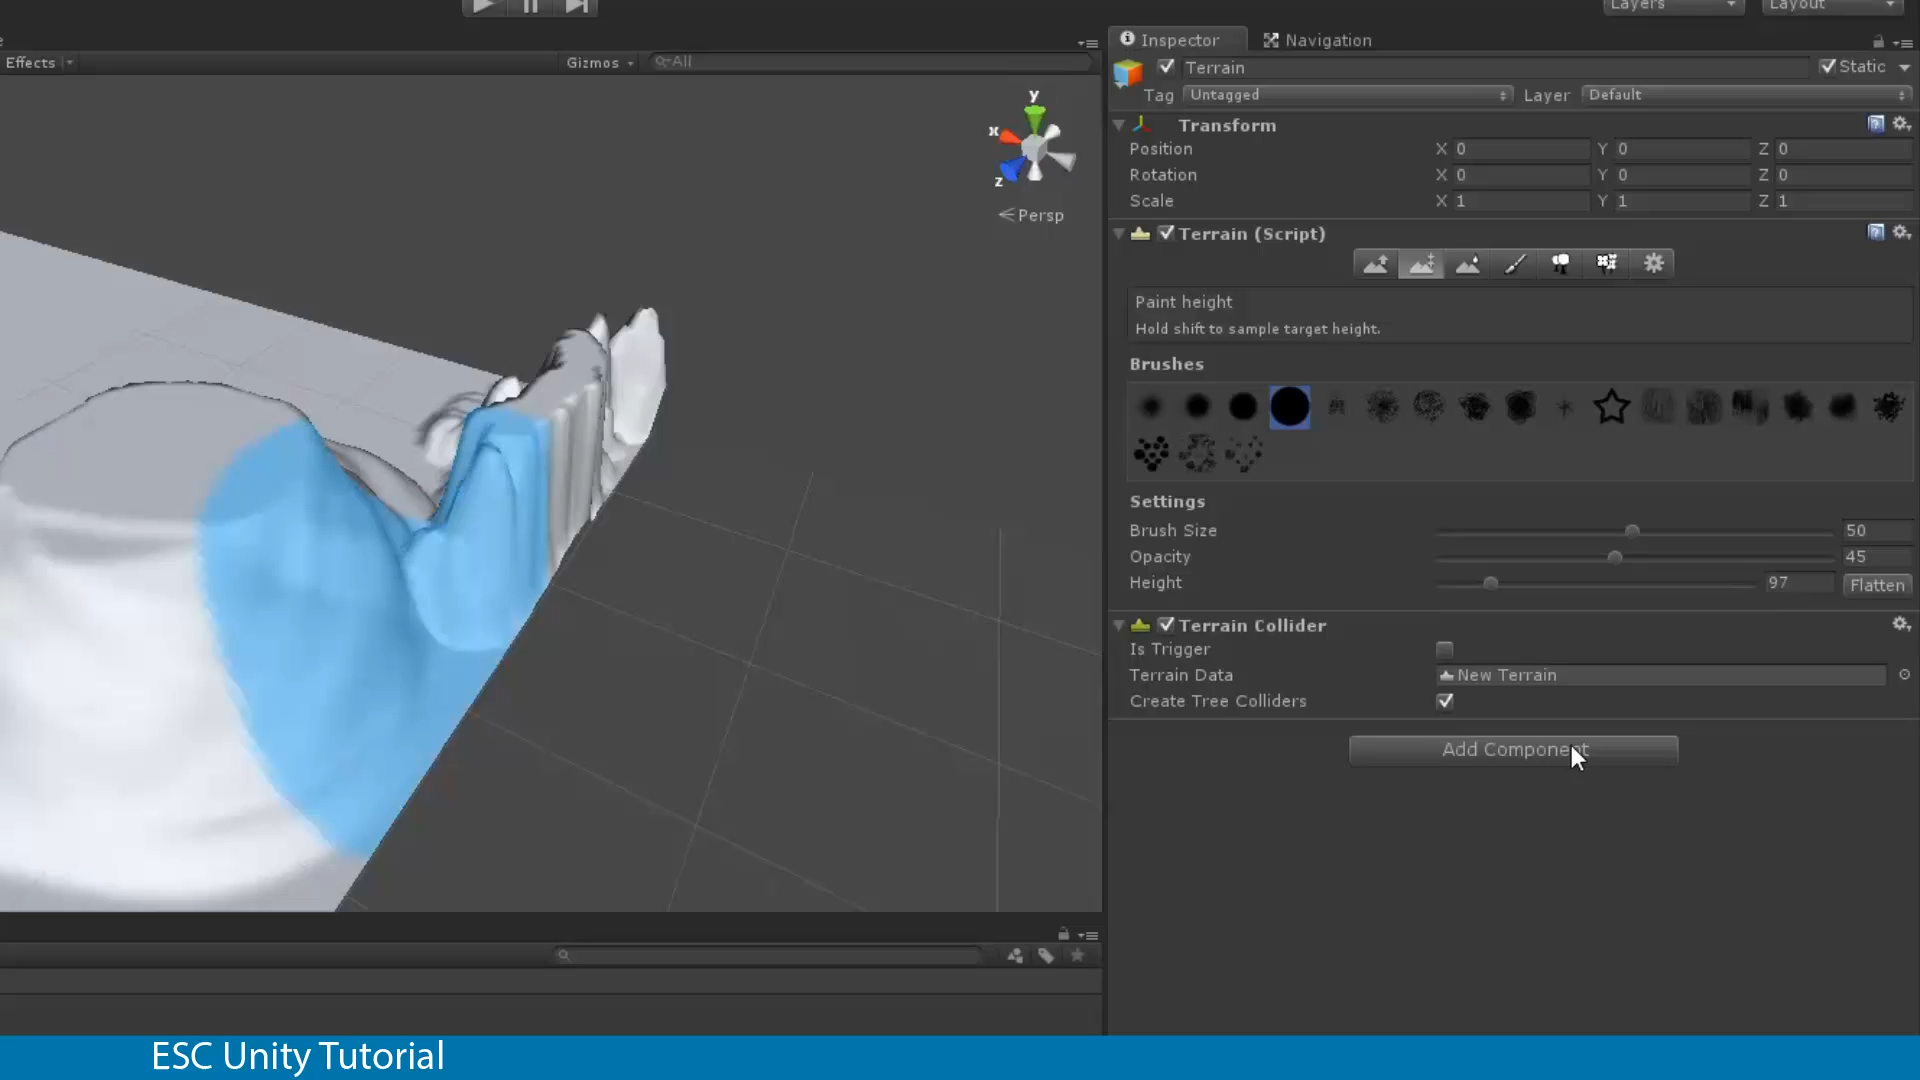 Layers
Layout
Inspector
Navigation
Effects
Gizmos
All
Terrain
Static
Tag Untagged Layer Default
y
x
z
Persp
Transform
Position X 0 Y 0 Z 0
Rotation X 0 Y 0 Z 0
Scale X 1 Y 1 Z 1
Terrain (Script)
Paint height
Hold shift to sample target height.
Brushes
Settings
Brush Size 50
Opacity 45
Height 97 Flatten
Terrain Collider
Is Trigger
Terrain Data New Terrain
Create Tree Colliders
Add Component
ESC Unity Tutorial